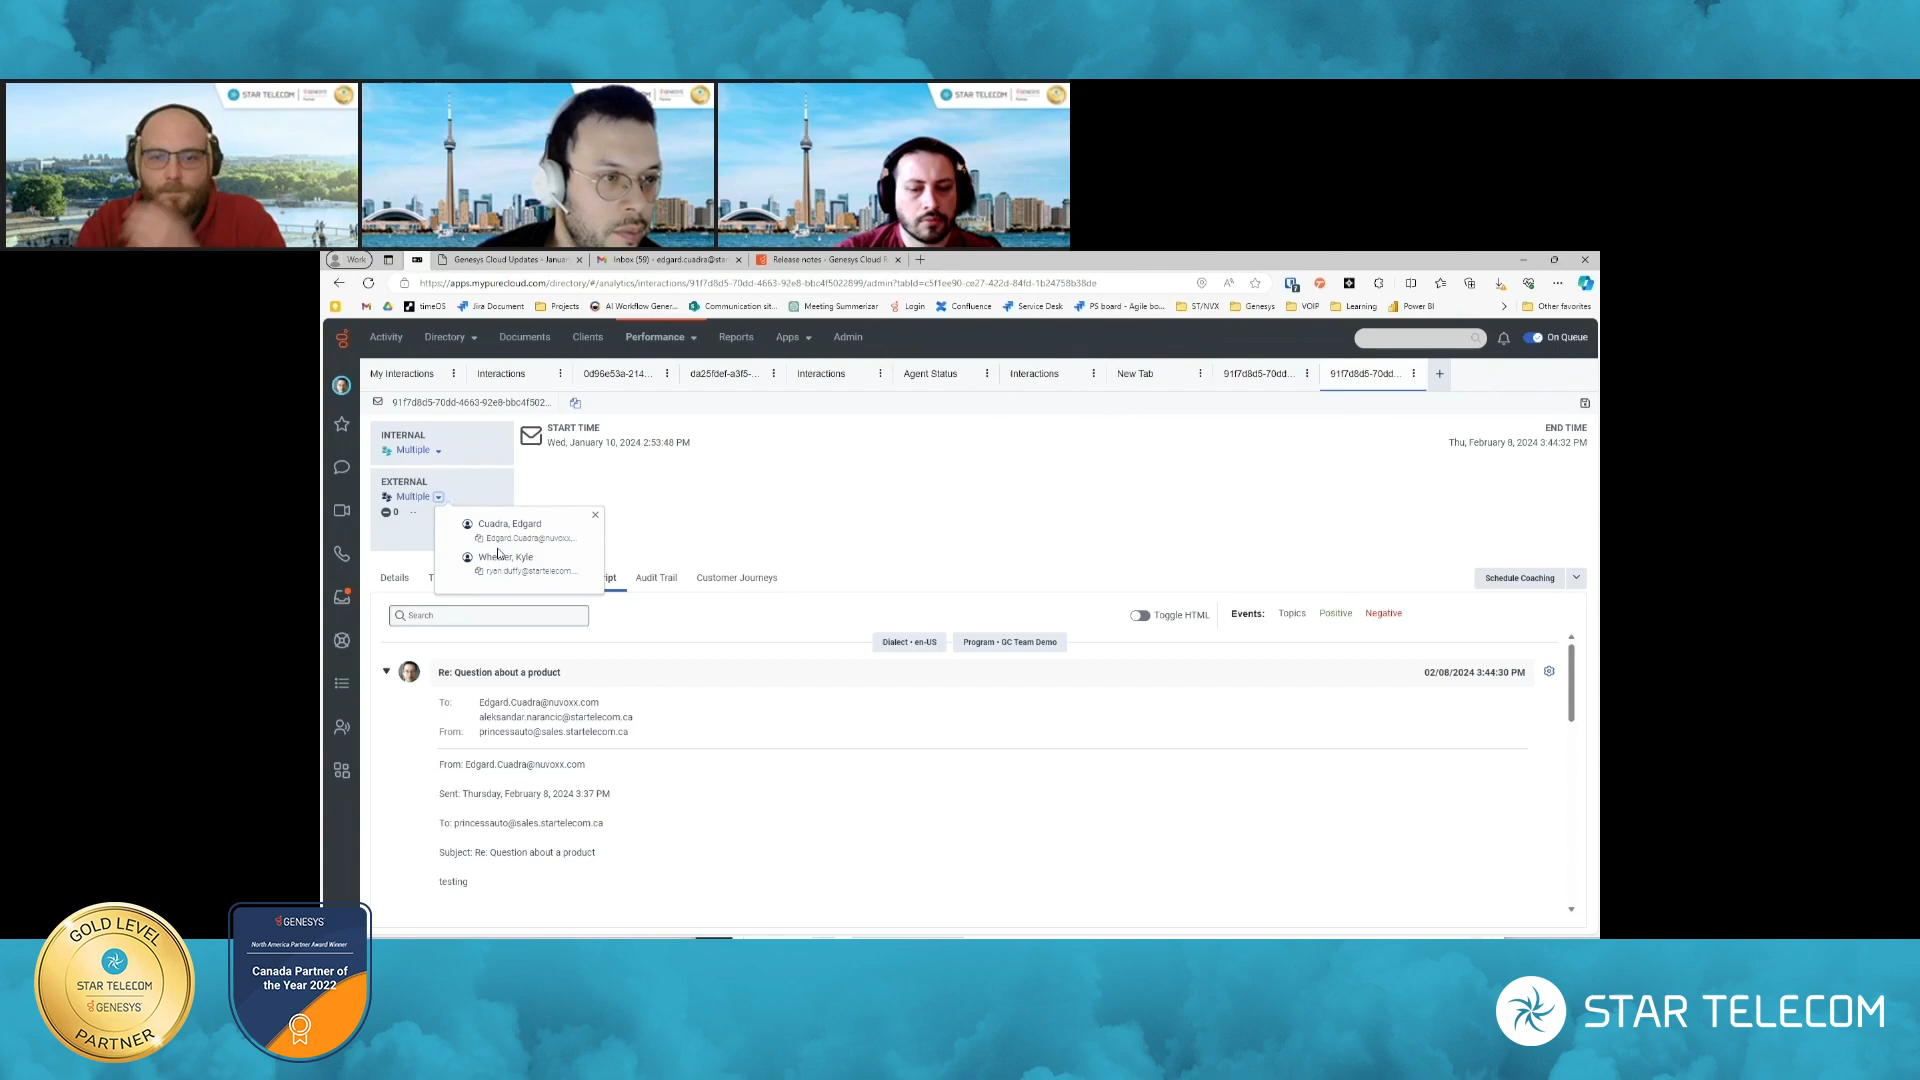 STAR TELECOM
STAR TELECOM
STAR TELECOM
Work
Genesys Cloud Updates - Januar
Inbox (59) - edgard.cuadra@star
Release notes - Genesys Cloud R
https://apps.mypurecloud.com/directory/#/analytics/interactions/91f7d8d5-70dd-4663-92e8-bbc4f5022899/admin?tabId=c5f1ee90-ce27-422d-84fd-1b24758b38de
timeOS
Jira Document
Projects
AI Workflow Gener...
Communication sit...
Meeting Summerizar
Login
Confluence
Service Desk
PS board - Agile bo...
ST/NVX
Genesys
VOIP
Learning
Power BI
Other favorites
Activity
Directory
Documents
Clients
Performance
Reports
Apps
Admin
On Queue
My Interactions
Interactions
0d96e53a-214...
da25fdef-a3f5-...
Interactions
Agent Status
Interactions
New Tab
91f7d8d5-70dd...
91f7d8d5-70dd...
91f7d8d5-70dd-4663-92e8-bbc4f502...
INTERNAL
Multiple
START TIME
Wed, January 10, 2024 2:53:48 PM
END TIME
Thu, February 8, 2024 3:44:32 PM
EXTERNAL
Multiple
0 --
Cuadra, Edgard
Edgard.Cuadra@nuvoxx,...
Kyle
ryan.duffy@startelecom....
Details
T
ipt
Audit Trail
Customer Journeys
Schedule Coaching
Search
Toggle HTML
Events:
Topics
Positive
Negative
Dialect • en-US
Program • GC Team Demo
Re: Question about a product
02/08/2024 3:44:30 PM
To: Edgard.Cuadra@nuvoxx.com
aleksandar.narancic@startelecom.ca
From: princessauto@sales.startelecom.ca
From: Edgard.Cuadra@nuvoxx.com
Sent: Thursday, February 8, 2024 3:37 PM
To: princessauto@sales.startelecom.ca
Subject: Re: Question about a product
testing
GOLD LEVEL
STAR TELECOM
GENESYS
PARTNER
GENESYS
North America Partner Award Winner
Canada Partner of
the Year 2022
STAR TELECOM